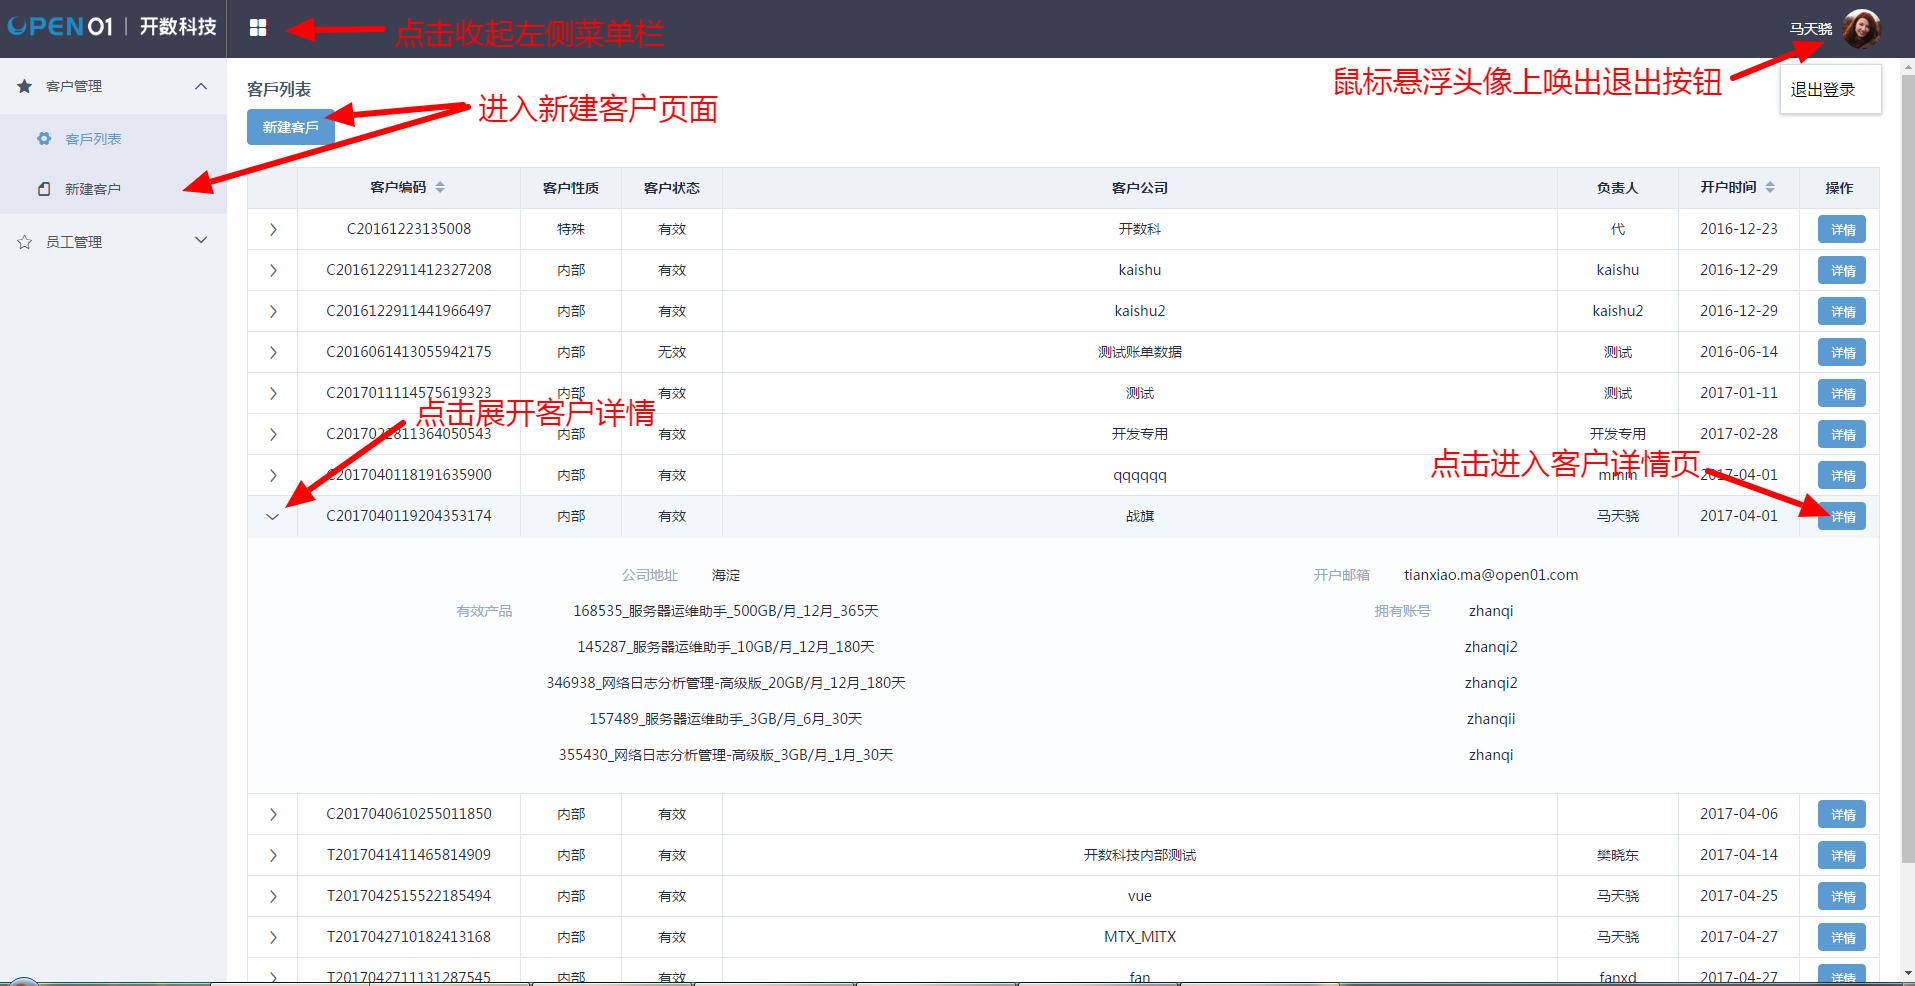 OPEN01 | 开数科技
点击收起左侧菜单栏
马天骁
鼠标悬浮头像上唤出退出按钮
退出登录
客户管理
客戶列表
新建客户
员工管理
客戶列表
新建客戶
进入新建客户页面
客户编码 客户性质 客户状态 客户公司 负责人 开户时间 操作
C20161223135008 特殊 有效 开数科 代 2016-12-23 详情
C2016122911412327208 内部 有效 kaishu kaishu 2016-12-29 详情
C2016122911441966497 内部 有效 kaishu2 kaishu2 2016-12-29 详情
C2016061413055942175 内部 无效 测试账单数据 测试 2016-06-14 详情
C2017011114575619323 内部 有效 测试 测试 2017-01-11 详情
点击展开客户详情
C2017022811364050543 内部 有效 开发专用 开发专用 2017-02-28 详情
点击进入客户详情页
C2017040118191635900 内部 有效 qqqqqq mmm 2017-04-01 详情
C2017040119204353174 内部 有效 战旗 马天骁 2017-04-01 详情
公司地址 海淀 开户邮箱 tianxiao.ma@open01.com
有效产品 168535_服务器运维助手_500GB/月_12月_365天 拥有账号 zhanqi
145287_服务器运维助手_10GB/月_12月_180天 zhanqi2
346938_网络日志分析管理-高级版_20GB/月_12月_180天 zhanqi2
157489_服务器运维助手_3GB/月_6月_30天 zhanqii
355430_网络日志分析管理-高级版_3GB/月_1月_30天 zhanqi
C2017040610255011850 内部 有效 2017-04-06 详情
T2017041411465814909 内部 有效 开数科技内部测试 樊晓东 2017-04-14 详情
T2017042515522185494 内部 有效 vue 马天骁 2017-04-25 详情
T2017042710182413168 内部 有效 MTX_MITX 马天骁 2017-04-27 详情
T2017042711131287545 内部 有效 fan fanxd 2017-04-27 详情